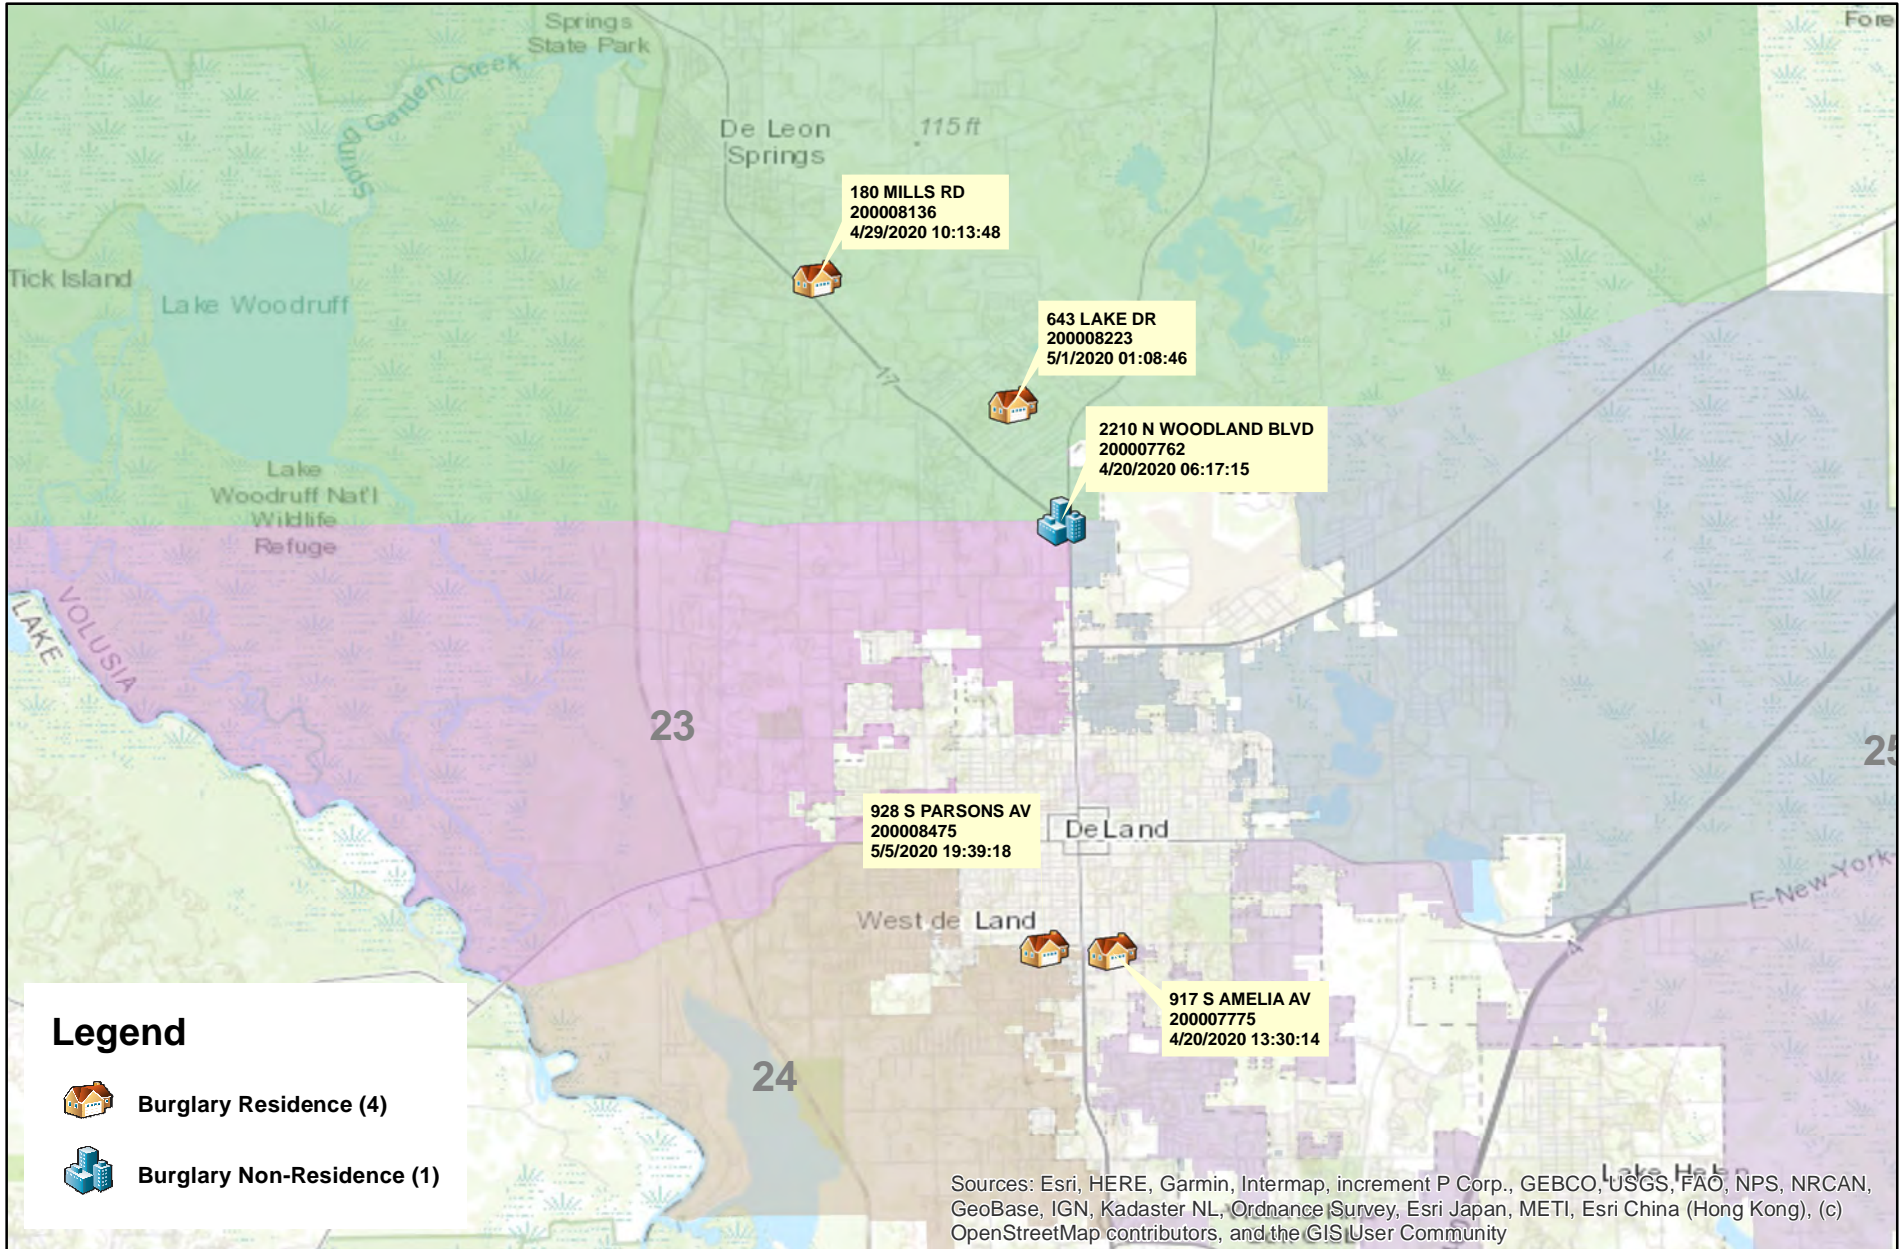 Springs
State Park
Fore
Spring Garden Creek
De Leon
Springs
115 ft
180 MILLS RD
200008136
4/29/2020 10:13:48
Tick Island
Lake Woodruff
643 LAKE DR
200008223
5/1/2020 01:08:46
17
2210 N WOODLAND BLVD
200007762
4/20/2020 06:17:15
Lake
Woodruff Nat'l
Wildlife
Refuge
VOLUSIA
LAKE
23
25
928 S PARSONS AV
200008475
5/5/2020 19:39:18
DeLand
E-New-York
West de Land
4
917 S AMELIA AV
200007775
4/20/2020 13:30:14
24
Legend
Burglary Residence (4)
Burglary Non-Residence (1)
Lake Helen
Sources: Esri, HERE, Garmin, Intermap, increment P Corp., GEBCO, USGS, FAO, NPS, NRCAN,
GeoBase, IGN, Kadaster NL, Ordnance Survey, Esri Japan, METI, Esri China (Hong Kong), (c)
OpenStreetMap contributors, and the GIS User Community